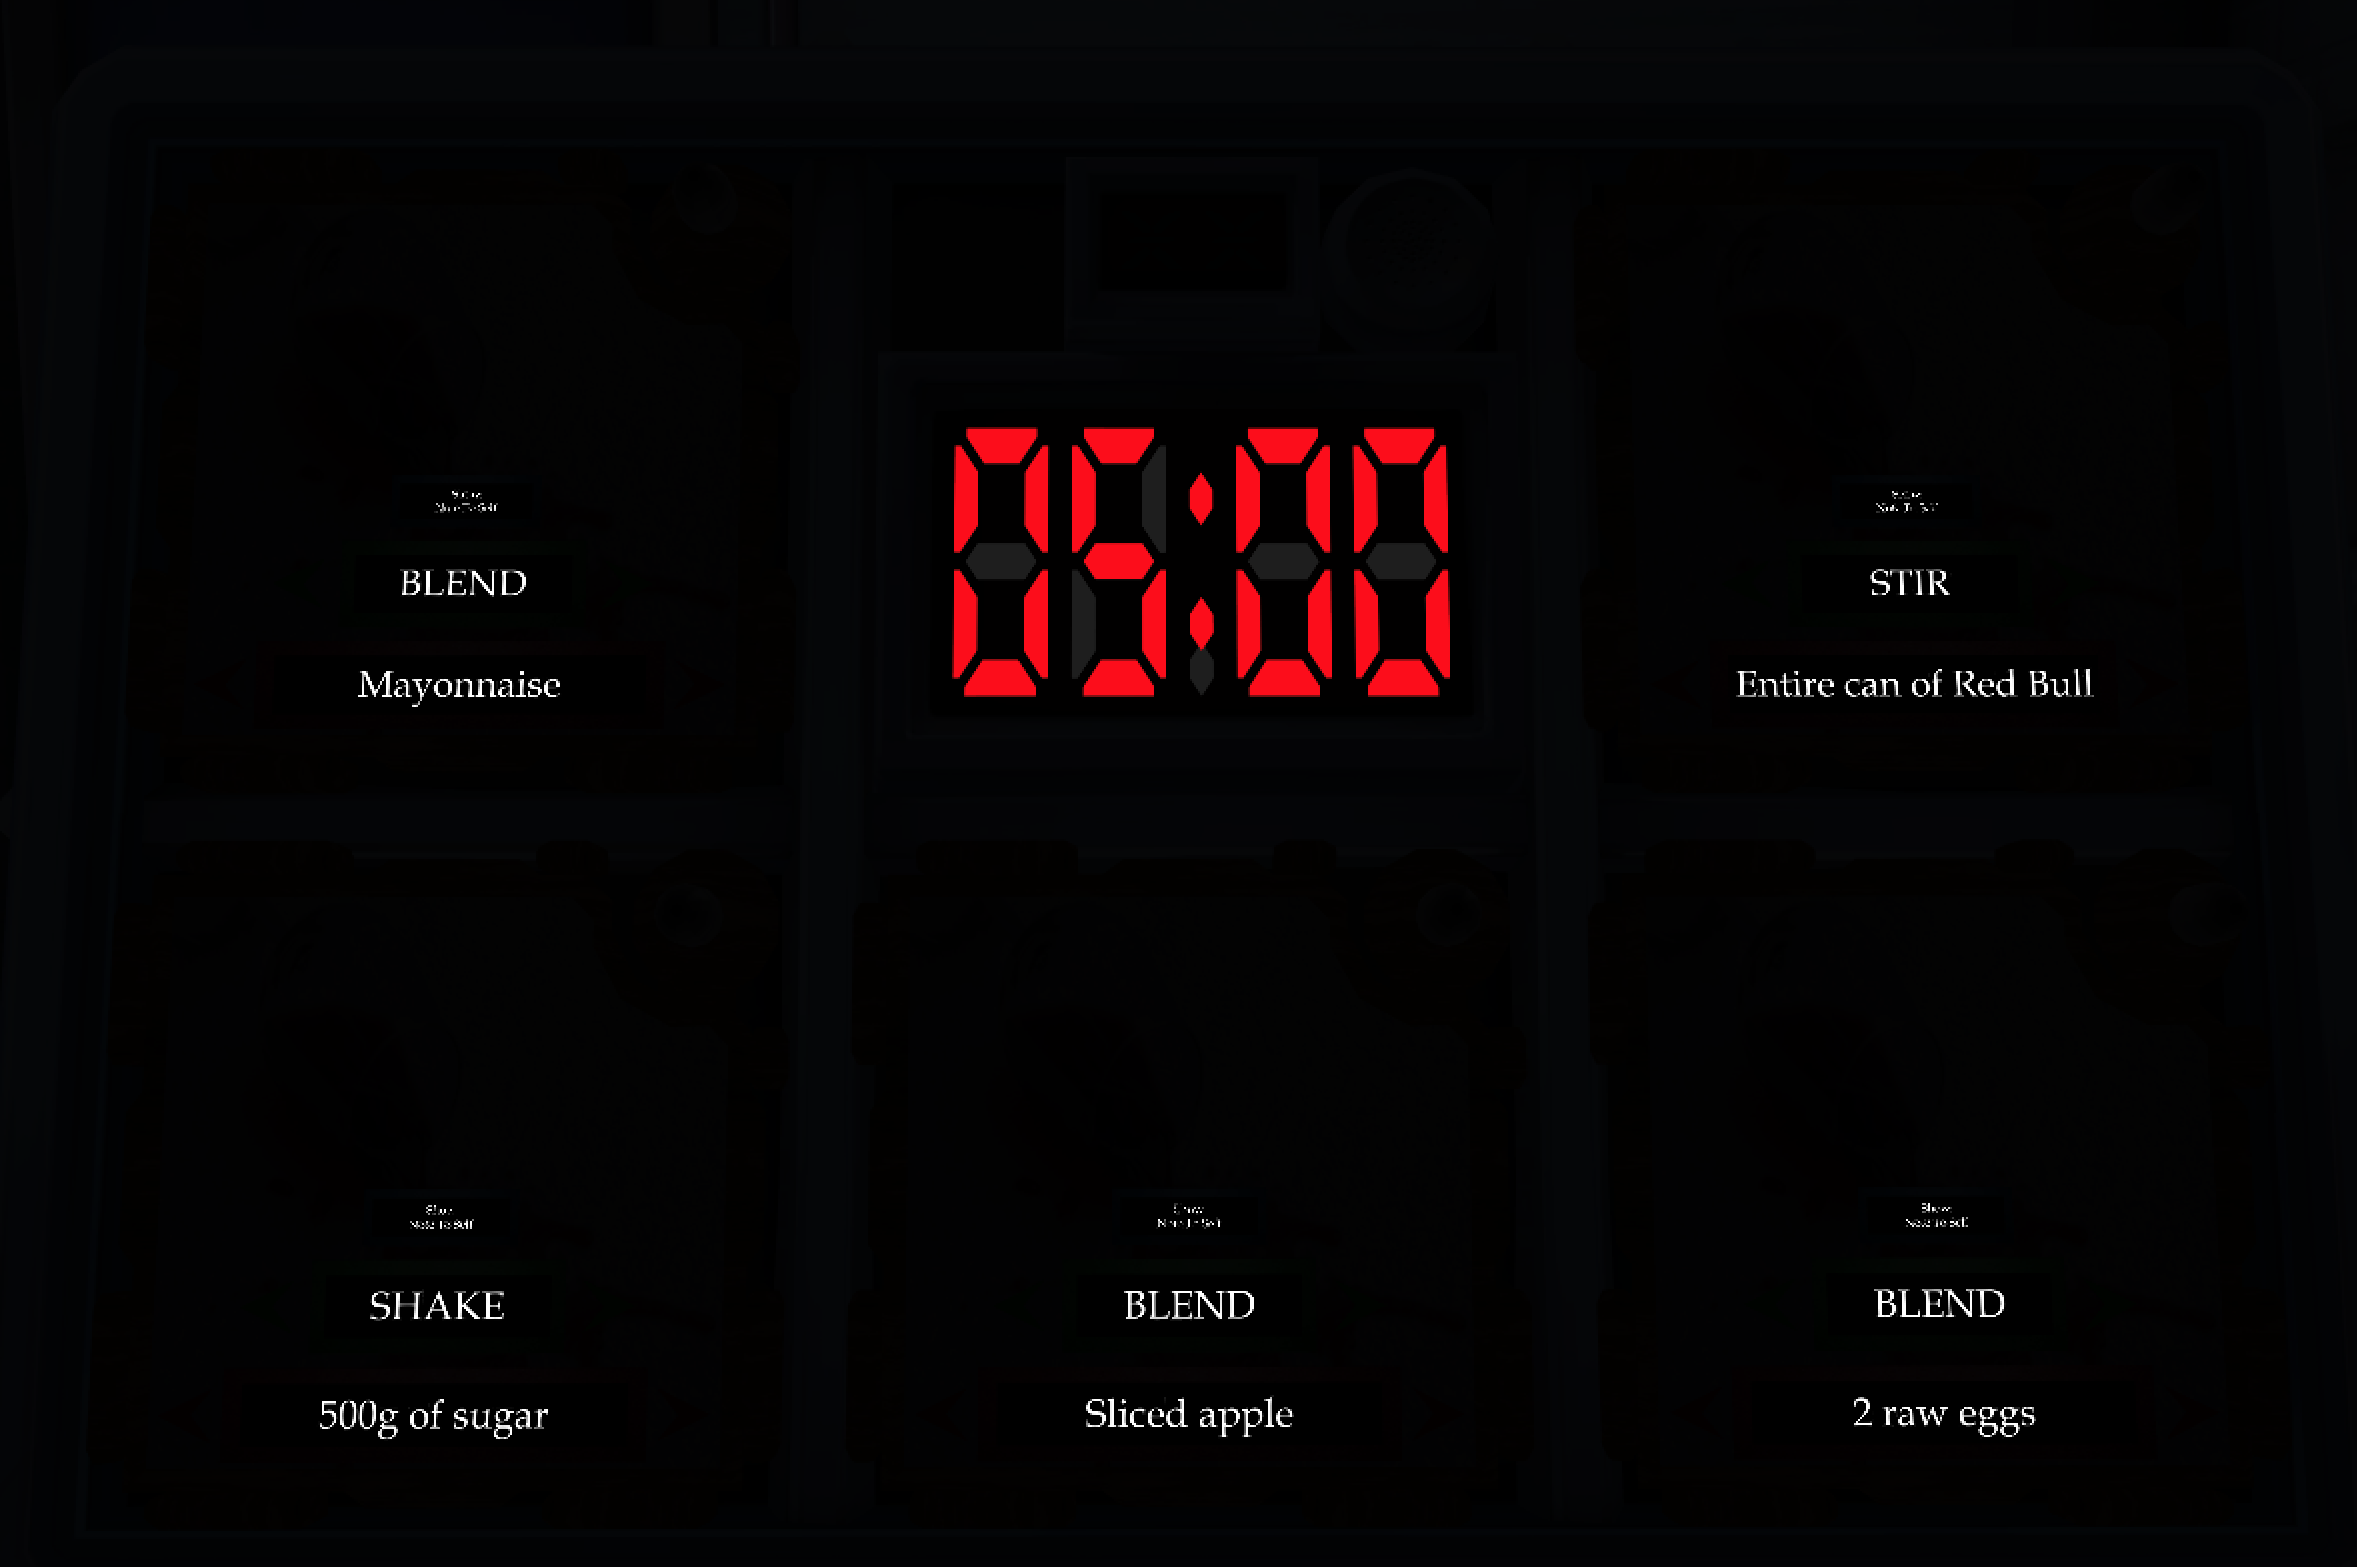 05:00
Show
Note To Self
BLEND
Mayonnaise
Show
Note To Self
STIR
Entire can of Red Bull
Show
Note To Self
SHAKE
500g of sugar
Show
Note To Self
BLEND
Sliced apple
Show
Note To Self
BLEND
2 raw eggs